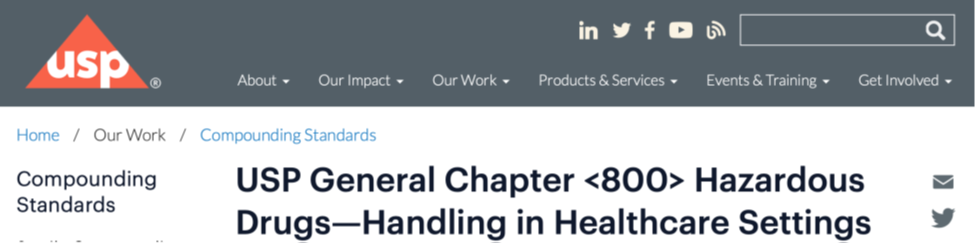 usp®
About Our Impact Our Work Products & Services Events & Training Get Involved
Home / Our Work / Compounding Standards
Compounding
Standards
USP General Chapter <800> Hazardous
Drugs—Handling in Healthcare Settings